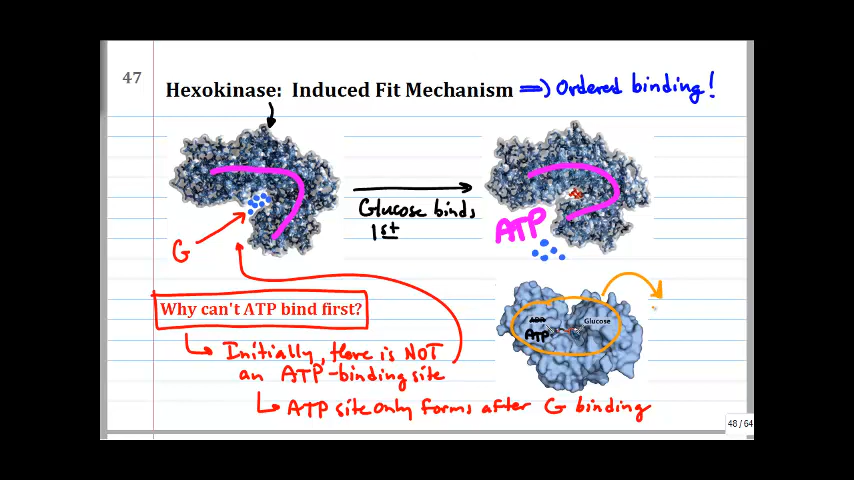 47
Hexokinase: Induced Fit Mechanism ⇒ Ordered binding!
Glucose binds
1st
G
ATP
Why can't ATP bind first?
Glucose
ATP
Initially, there is NOT
an ATP-binding site
ATP site only forms after G binding
48 / 64